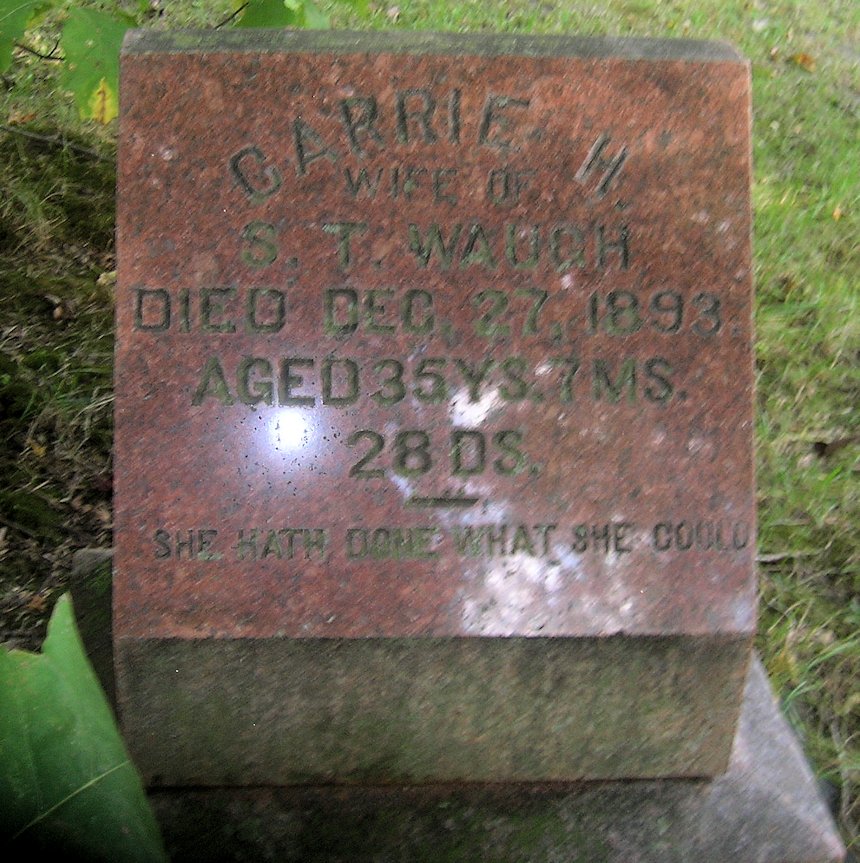 CARRIE H.
WIFE OF
S. T. WAUGH
DIED DEC. 27, 1893
AGED 35 YS. 7 MS.
28 DS.
SHE HATH DONE WHAT SHE COULD